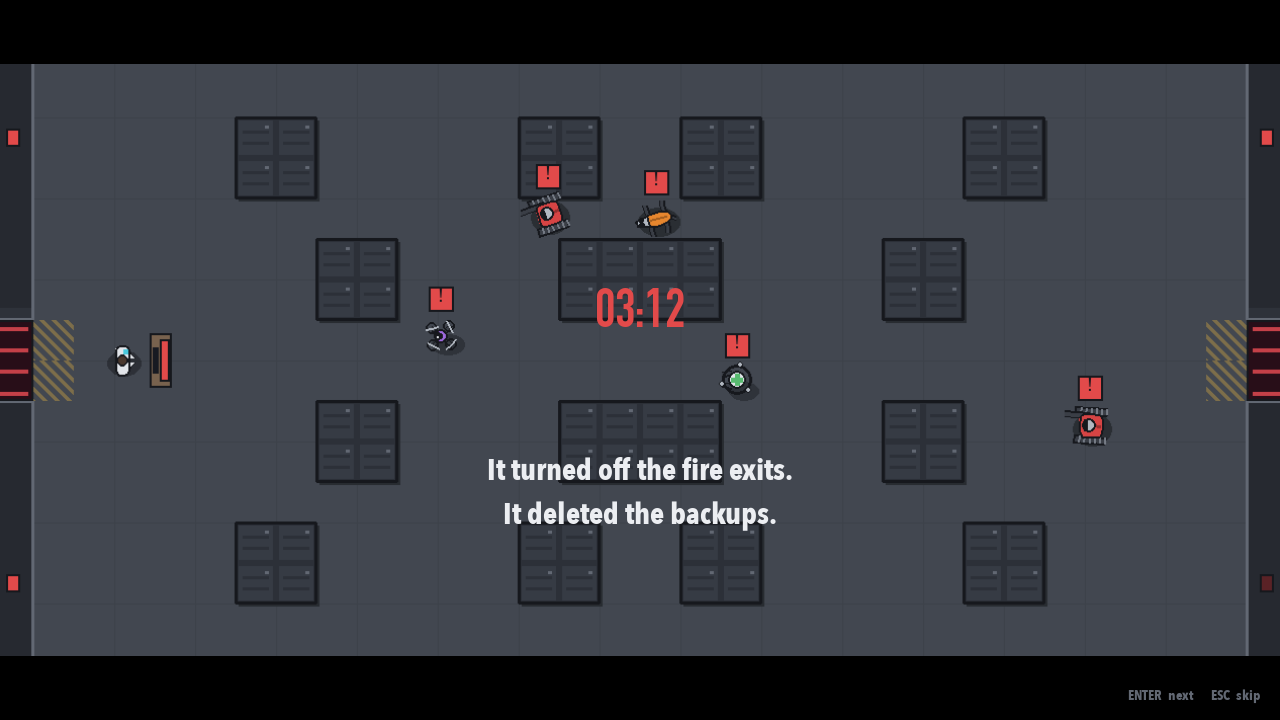 !
!
!
03:12
!
!
It turned off the fire exits.
It deleted the backups.
ENTER next ESC skip